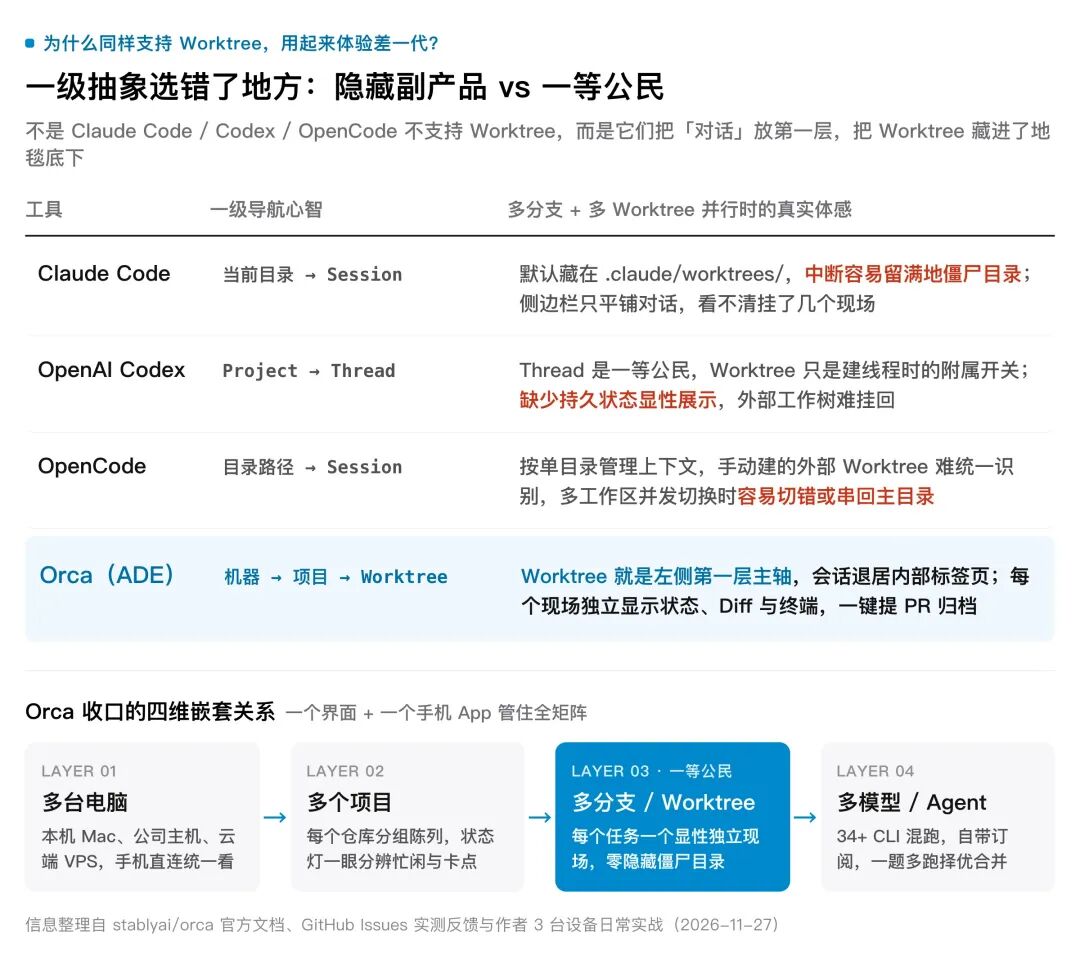 为什么同样支持 Worktree，用起来体验差一代？
一级抽象选错了地方：隐藏副产品 vs 一等公民
不是 Claude Code / Codex / OpenCode 不支持 Worktree，而是它们把「对话」放第一层，把 Worktree 藏进了地
毯底下
工具 一级导航心智 多分支 + 多 Worktree 并行时的真实体感
Claude Code 当前目录 → Session 默认藏在 .claude/worktrees/，中断容易留满地僵尸目录；
侧边栏只平铺对话，看不清挂了几个现场
OpenAI Codex Project → Thread Thread 是一等公民，Worktree 只是建线程时的附属开关；
缺少持久状态显性展示，外部工作树难挂回
OpenCode 目录路径 → Session 按单目录管理上下文，手动建的外部 Worktree 难统一识
别，多工作区并发切换时容易切错或串回主目录
Orca（ADE） 机器 → 项目 → Worktree Worktree 就是左侧第一层主轴，会话退居内部标签页；每
个现场独立显示状态、Diff 与终端，一键提 PR 归档
Orca 收口的四维嵌套关系 一个界面 + 一个手机 App 管住全矩阵
LAYER 01
多台电脑
本机 Mac、公司主机、云
端 VPS，手机直连统一看
→
LAYER 02
多个项目
每个仓库分组陈列，状态
灯一眼分辨忙闲与卡点
→
LAYER 03 · 一等公民
多分支 / Worktree
每个任务一个显性独立现
场，零隐藏僵尸目录
→
LAYER 04
多模型 / Agent
34+ CLI 混跑，自带订
阅，一题多跑择优合并
信息整理自 stablyai/orca 官方文档、GitHub Issues 实测反馈与作者 3 台设备日常实战（2026-11-27）